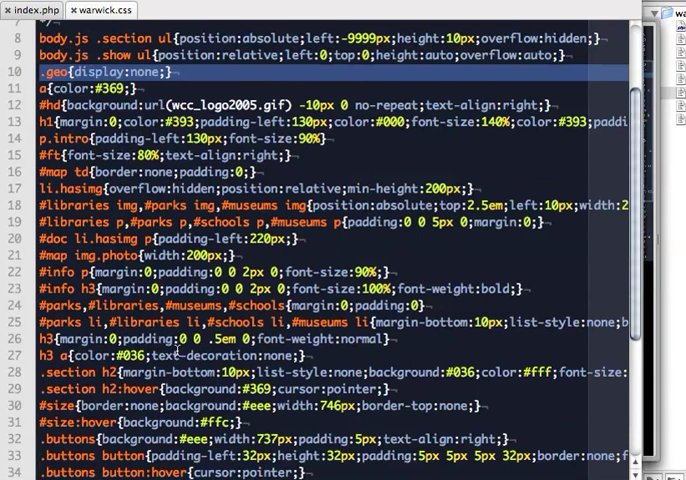 index.php
warwick.css
8 body.js .section ul{position:absolute;left:-9999px;height:10px;overflow:hidden;}¬
9 body.js .show ul{position:relative;left:0;top:0;height:auto;overflow:auto;}¬
10 .geo{display:none;}¬
11 a{color:#369;}¬
12 #hd{background:url(wcc_logo2005.gif) -10px 0 no-repeat;text-align:right;}¬
13 h1{margin:0;color:#393;padding-left:130px;color:#000;font-size:140%;color:#393;paddi
14 p.intro{padding-left:130px;font-size:90%}¬
15 #ft{font-size:80%;text-align:right;}¬
16 #map td{border:none;padding:0;}¬
17 li.hasimg{overflow:hidden;position:relative;min-height:200px;}¬
18 #libraries img,#parks img,#museums img{position:absolute;top:2.5em;left:10px;width:2
19 #libraries p,#parks p,#schools p,#museums p{padding:0 0 5px 0;margin:0;}¬
20 #doc li.hasimg p{padding-left:220px;}¬
21 #map img.photo{width:200px;}¬
22 #info p{margin:0;padding:0 0 2px 0;font-size:90%;}¬
23 #info h3{margin:0;padding:0 0 2px 0;font-size:100%;font-weight:bold;}¬
24 #parks,#libraries,#museums,#schools{margin:0;padding:0}¬
25 #parks li,#libraries li,#schools li,#museums li{margin-bottom:10px;list-style:none;b
26 h3{margin:0;padding:0 0 .5em 0;font-weight:normal}¬
27 h3 a{color:#036;text-decoration:none;}¬
28 .section h2{margin-bottom:10px;list-style:none;background:#036;color:#fff;font-size:
29 .section h2:hover{background:#369;cursor:pointer;}¬
30 #size{border:none;background:#eee;width:746px;border-top:none;}¬
31 #size:hover{background:#ffc;}¬
32 .buttons{background:#eee;width:737px;padding:5px;text-align:right;}¬
33 .buttons button{padding-left:32px;height:32px;padding:5px 5px 5px 32px;border:none;f
34 .buttons button:hover{cursor:pointer;}¬